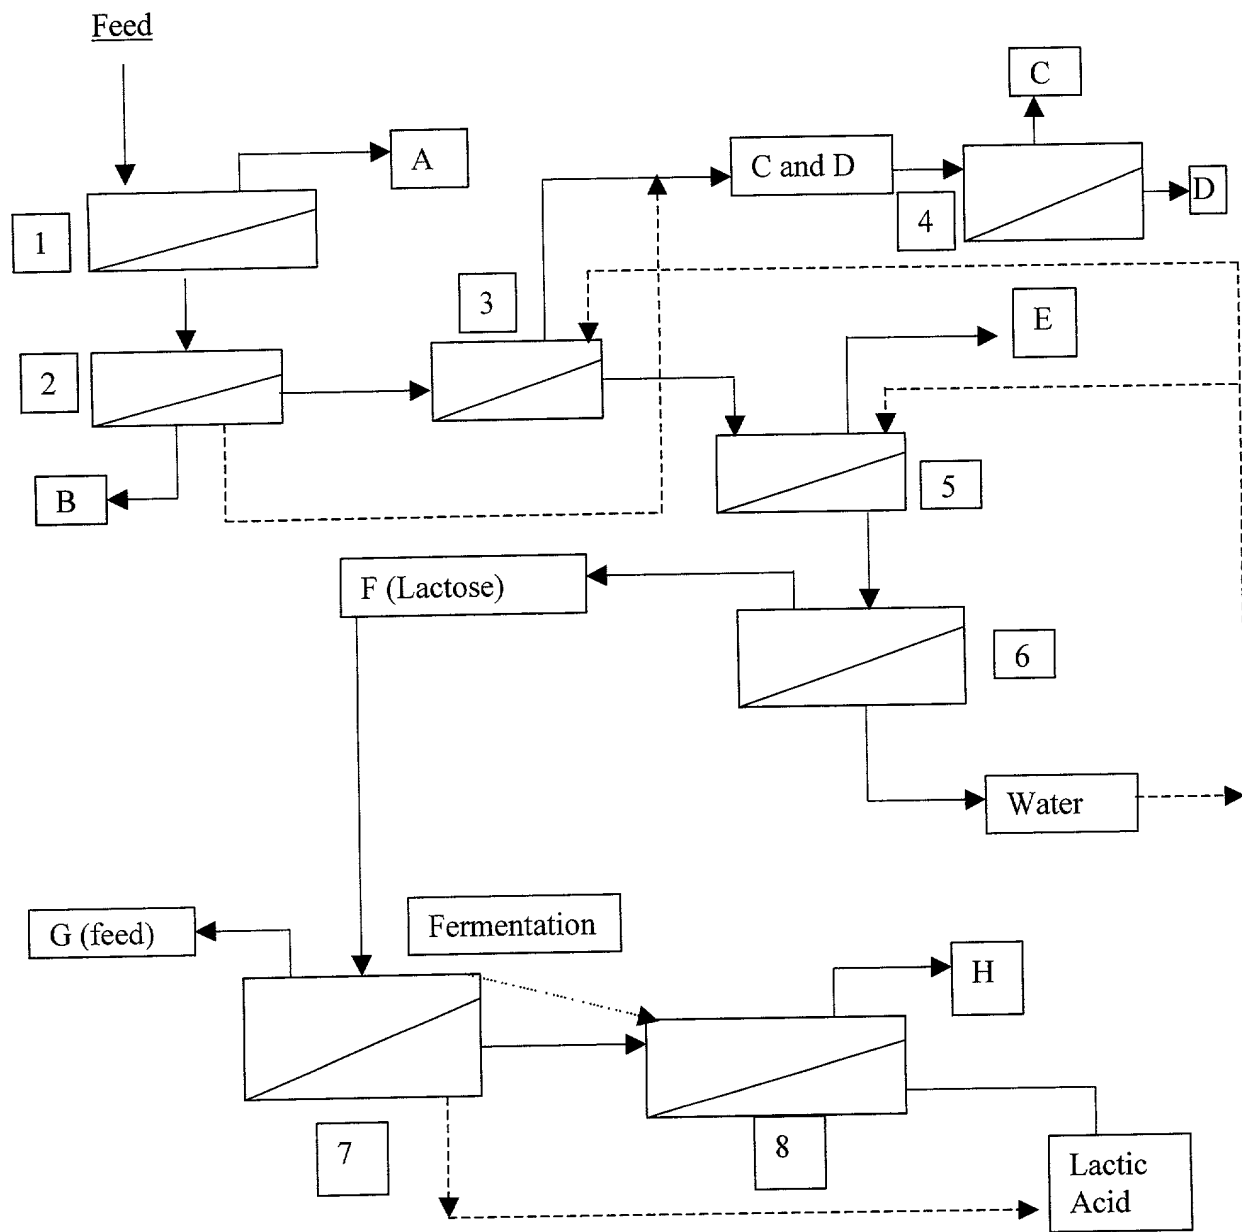 Feed
C
A
C and D
D
1
4
3
E
2
B
5
F (Lactose)
6
Water
Fermentation
G (feed)
H
7
8
Lactic
Acid